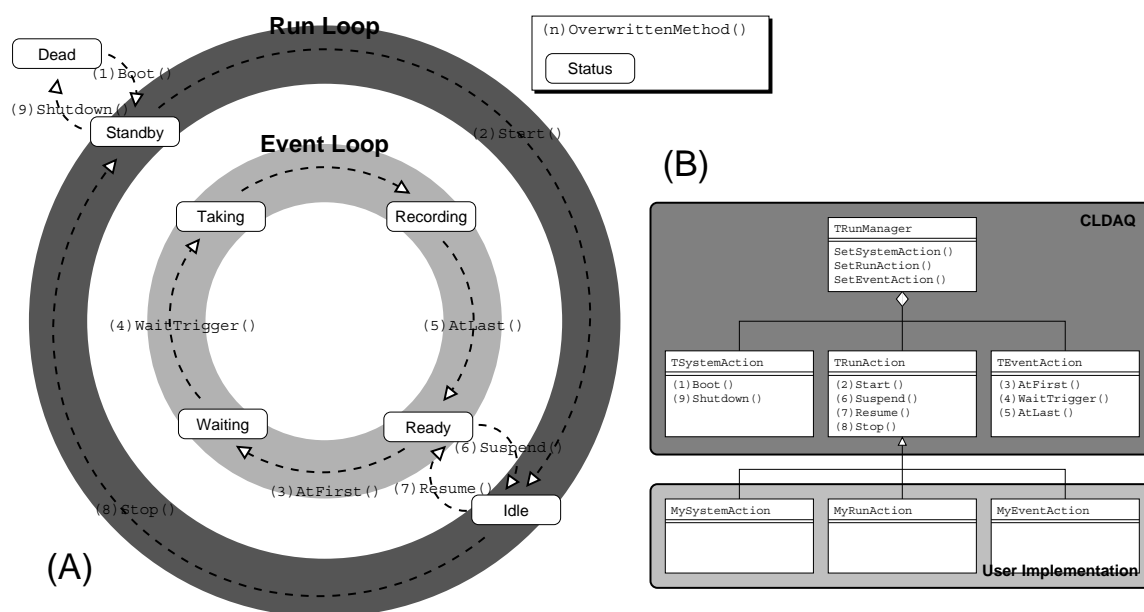 Run Loop
(n)OverwrittenMethod()
Status
Dead
(1)Boot()
(9)Shutdown()
Standby
(2)Start()
Event Loop
Taking
Recording
(4)WaitTrigger()
(5)AtLast()
Waiting
Ready
(6)Suspend()
(3)AtFirst()
(7)Resume()
(8)Stop()
Idle
(A)
(B)
CLDAQ
TRunManager
SetSystemAction()
SetRunAction()
SetEventAction()
TSystemAction
(1)Boot()
(9)Shutdown()
TRunAction
(2)Start()
(6)Suspend()
(7)Resume()
(8)Stop()
TEventAction
(3)AtFirst()
(4)WaitTrigger()
(5)AtLast()
MySystemAction
MyRunAction
MyEventAction
User Implementation